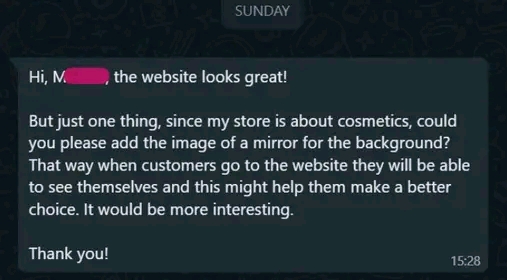 SUNDAY
Hi, M , the website looks great!
But just one thing, since my store is about cosmetics, could
you please add the image of a mirror for the background?
That way when customers go to the website they will be able
to see themselves and this might help them make a better
choice. It would be more interesting.
Thank you!
15:28